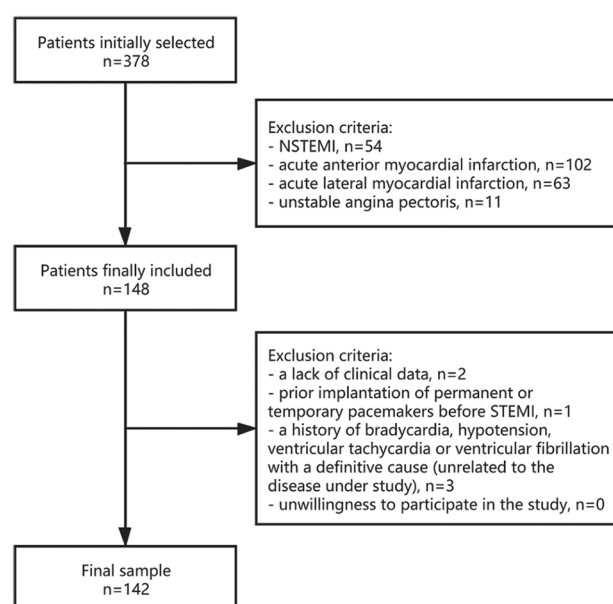 Patients initially selected
n=378
Exclusion criteria:
- NSTEMI, n=54
- acute anterior myocardial infarction, n=102
- acute lateral myocardial infarction, n=63
- unstable angina pectoris, n=11
Patients finally included
n=148
Exclusion criteria:
- a lack of clinical data, n=2
- prior implantation of permanent or
temporary pacemakers before STEMI, n=1
- a history of bradycardia, hypotension,
ventricular tachycardia or ventricular fibrillation
with a definitive cause (unrelated to the
disease under study), n=3
- unwillingness to participate in the study, n=0
Final sample
n=142